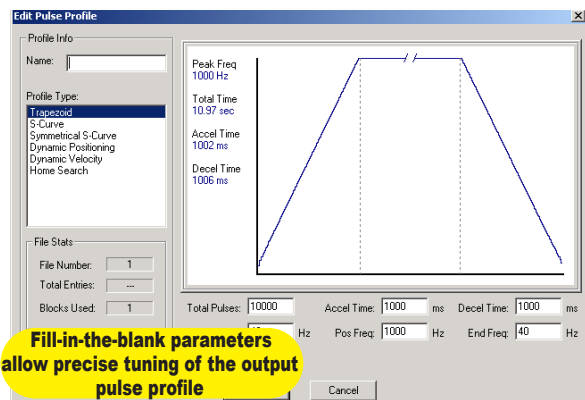 Edit Pulse Profile
Profile Info
Name:
Profile Type:
Trapezoid
S-Curve
Symmetrical S-Curve
Dynamic Positioning
Dynamic Velocity
Home Search
File Stats
File Number: 1
Total Entries: ---
Blocks Used: 1
Peak Freq
1000 Hz
Total Time
10.97 sec
Accel Time
1002 ms
Decel Time
1006 ms
Total Pulses: 10000 Accel Time: 1000 ms Decel Time: 1000 ms
Hz Pos Freq: 1000 Hz End Freq: 40 Hz
Cancel
Fill-in-the-blank parameters
allow precise tuning of the output
pulse profile